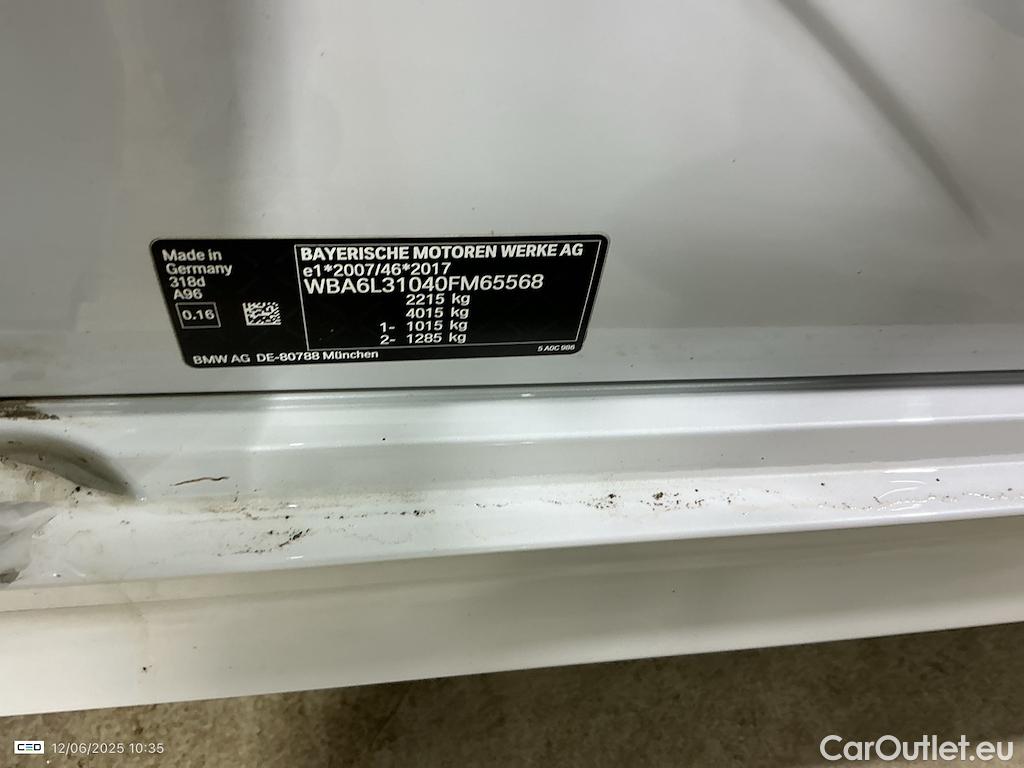 Made in
Germany
318d
A96
0.16
BMW AG DE-80788 München
BAYERISCHE MOTOREN WERKE AG
e1*2007/46*2017
WBA6L31040FM65568
2215 kg
4015 kg
1- 1015 kg
2- 1285 kg
5 A0C 986
CEO 12/06/2025 10:35
CarOutlet.eu